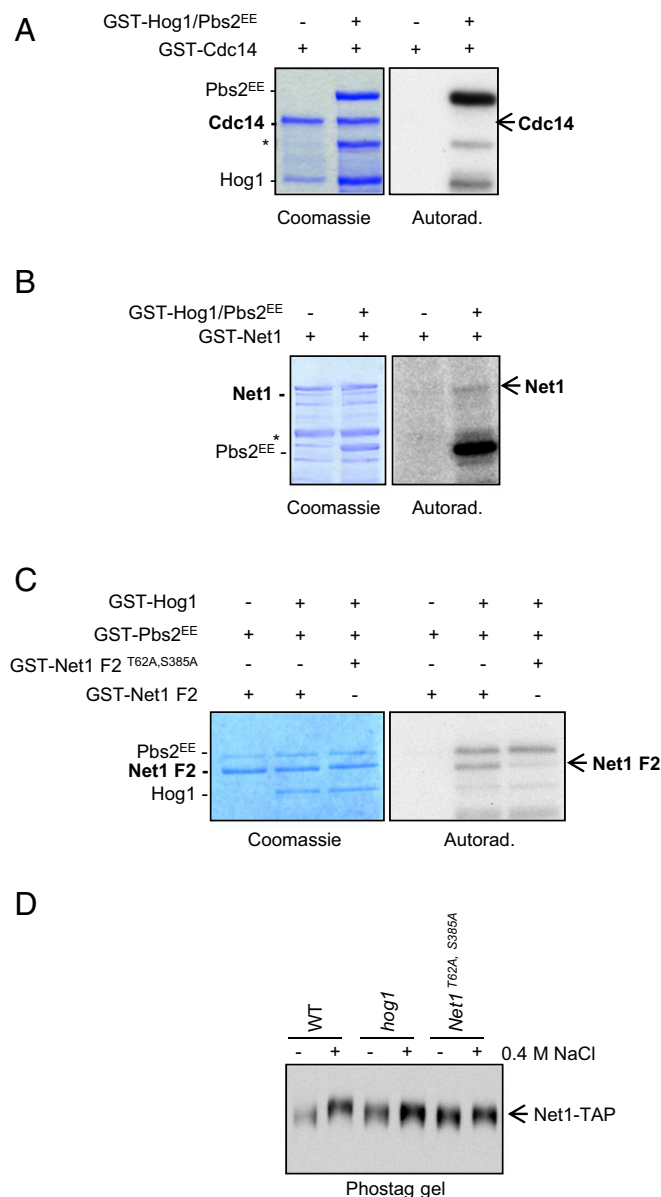 A
GST-Hog1/Pbs2EE - + - +
GST-Cdc14 + + + +
Pbs2EE -
Cdc14 -
*
Hog1 -
Cdc14
Coomassie Autorad.
B
GST-Hog1/Pbs2EE - + - +
GST-Net1 + + + +
Net1 -
*
Pbs2EE -
Net1
Coomassie Autorad.
C
GST-Hog1 - + + - + +
GST-Pbs2EE + + + + + +
GST-Net1 F2 T62A,S385A - - + - - +
GST-Net1 F2 + + - + + -
Pbs2EE -
Net1 F2 -
Hog1 -
Net1 F2
Coomassie Autorad.
D
WT hog1 Net1 T62A, S385A
- + - + - + 0.4 M NaCl
Net1-TAP
Phostag gel